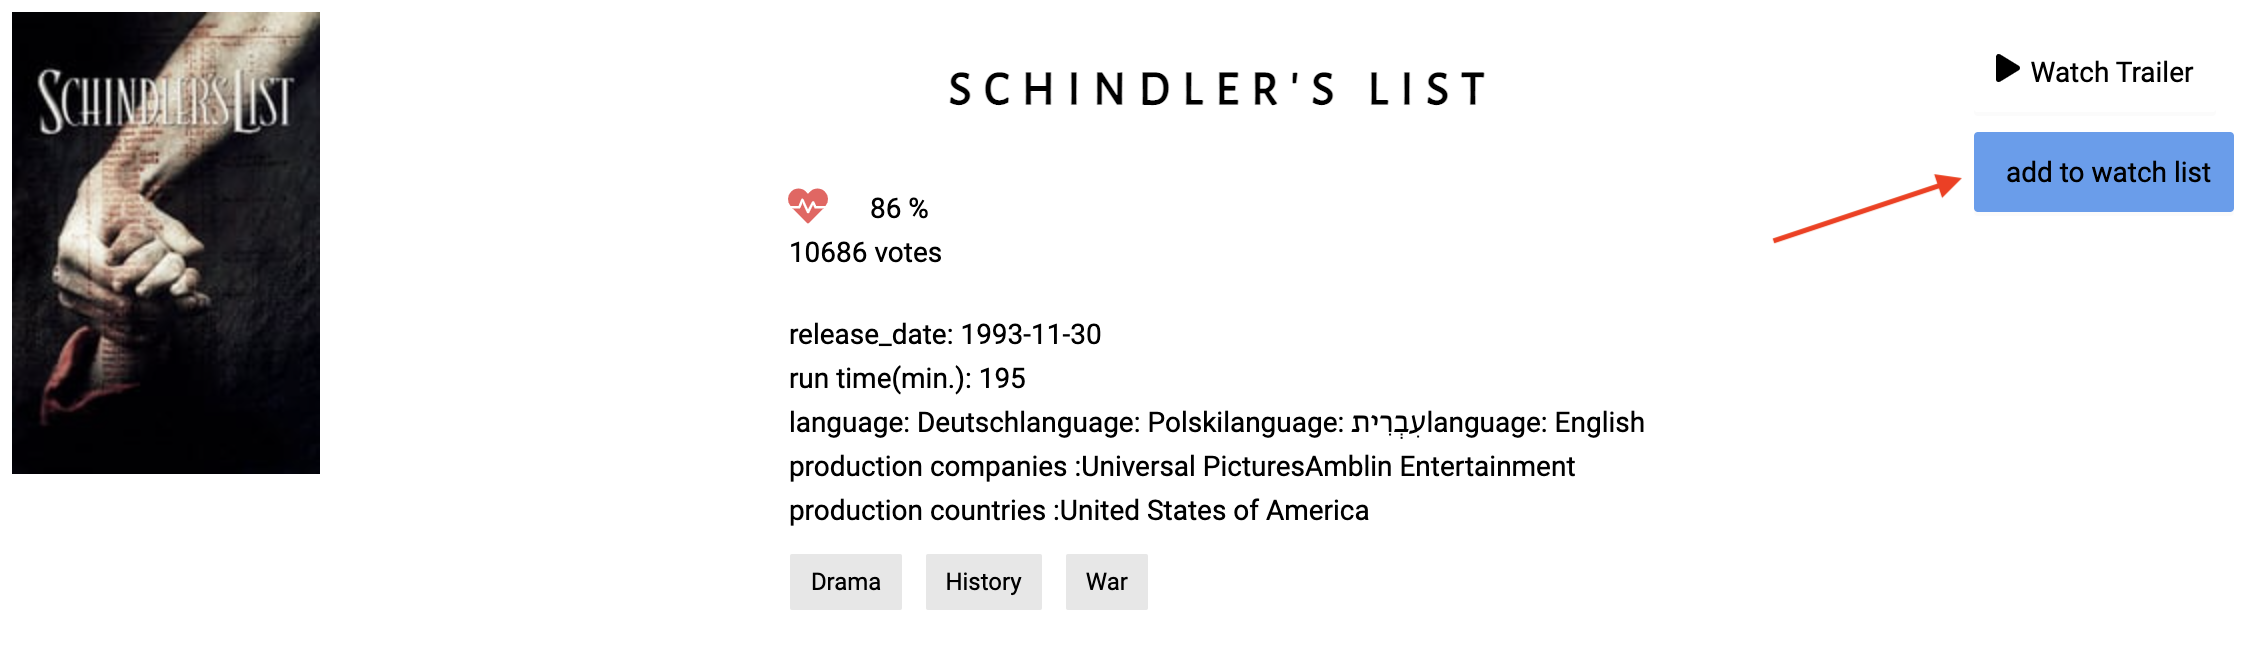 SCHINDLER'S LIST
SCHINDLER'S LIST
Watch Trailer
add to watch list
86 %
10686 votes
release_date: 1993-11-30
run time(min.): 195
language: Deutschlanguage: Polskilanguage: עִבְרִיתlanguage: English
production companies :Universal PicturesAmblin Entertainment
production countries :United States of America
Drama
History
War